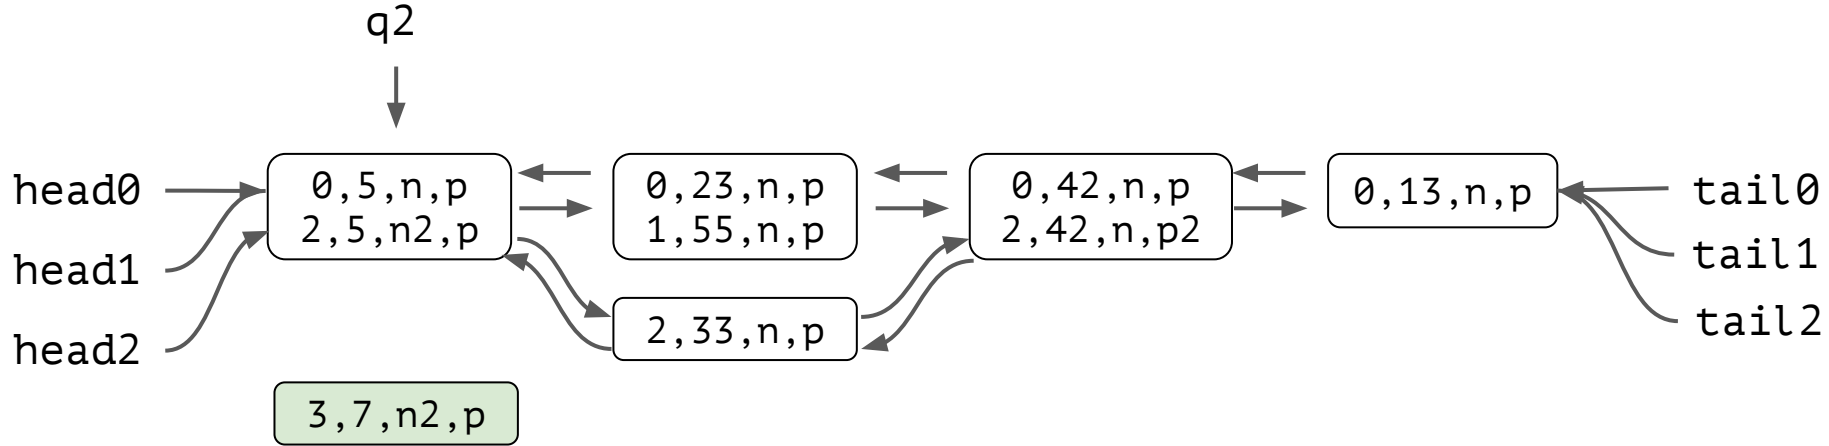 q2
head0
head1
head2
0,5,n,p
2,5,n2,p
0,23,n,p
1,55,n,p
0,42,n,p
2,42,n,p2
0,13,n,p
tail0
tail1
tail2
2,33,n,p
3,7,n2,p